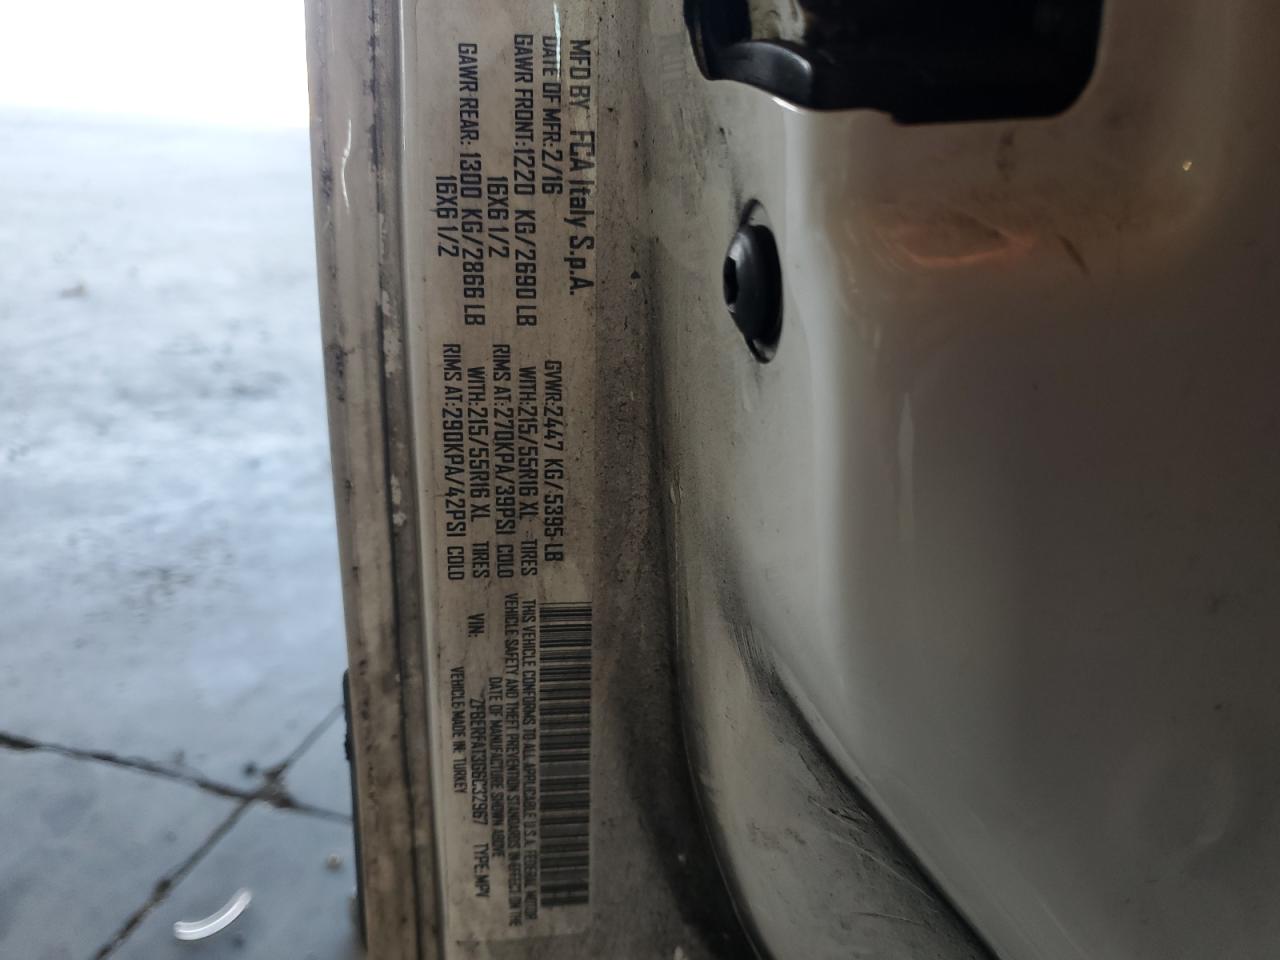 MFD BY FCA Italy S.p.A.
DATE OF MFR: 2/16 GVWR: 2447 KG/ 5395 LB
GAWR FRONT: 1220 KG/2690 LB WITH: 215/55R16 XL TIRES
16X6 1/2 RIMS AT: 270KPA/39PSI COLD
GAWR REAR: 1300 KG/2866 LB WITH: 215/55R16 XL TIRES
16X6 1/2 RIMS AT: 290KPA/42PSI COLD
THIS VEHICLE CONFORMS TO ALL APPLICABLE U.S.A. FEDERAL MOTOR
VEHICLE SAFETY AND THEFT PREVENTION STANDARDS IN EFFECT ON THE
DATE OF MANUFACTURE SHOWN ABOVE
VIN: ZFBERFAT3G6C32967 TYPE: MPV
VEHICLE MADE IN: TURKEY